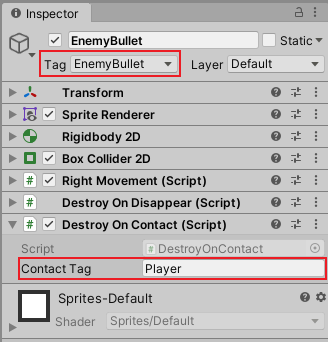 Inspector
EnemyBullet Static
Tag EnemyBullet Layer Default
Transform
Sprite Renderer
Rigidbody 2D
Box Collider 2D
Right Movement (Script)
Destroy On Disappear (Script)
Destroy On Contact (Script)
Script # DestroyOnContact
Contact Tag Player
Sprites-Default
Shader Sprites/Default